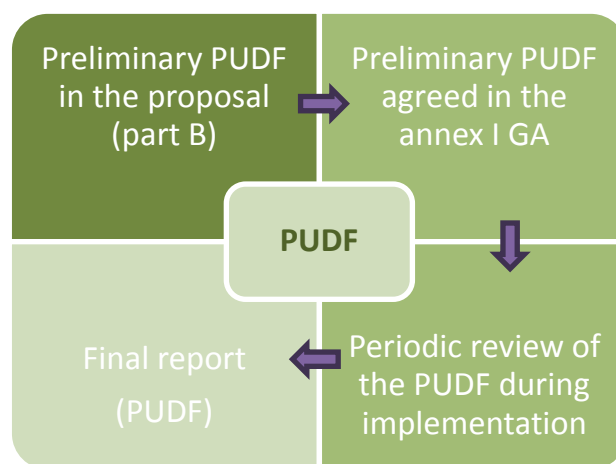 Preliminary PUDF
in the proposal
(part B)
Preliminary PUDF
agreed in the
annex I GA
PUDF
Final report
(PUDF)
Periodic review of
the PUDF during
implementation